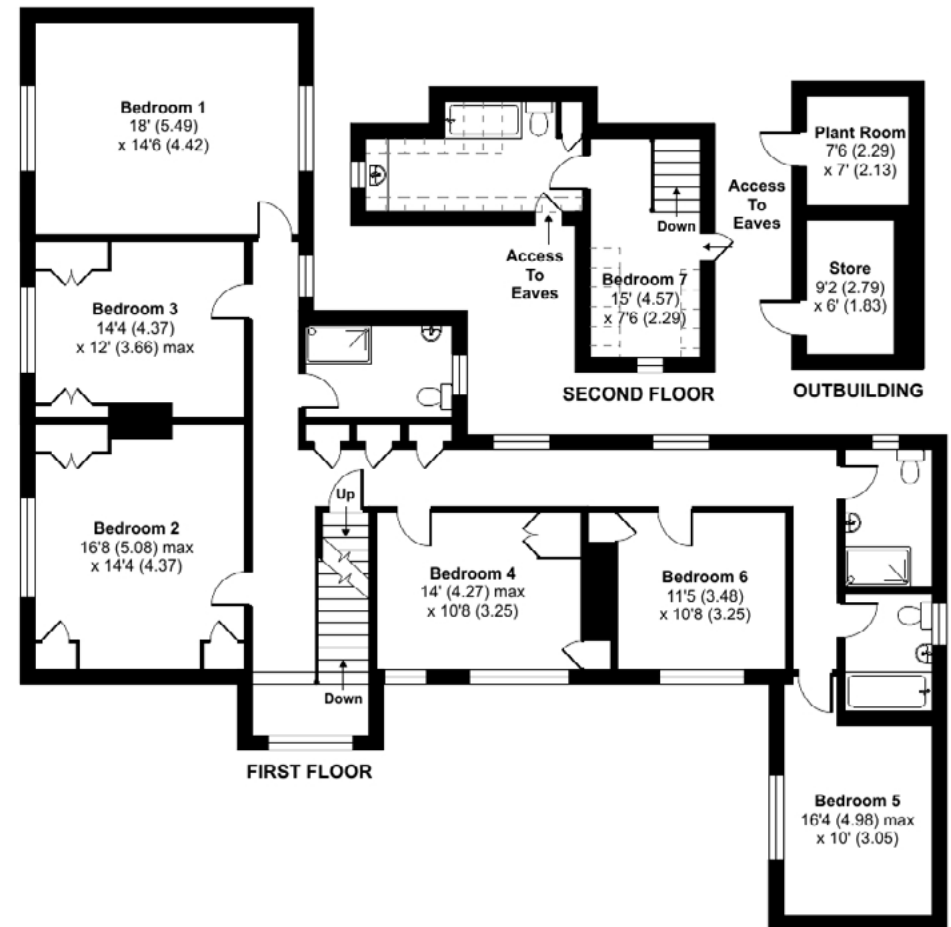 Bedroom 1
18' (5.49)
x 14'6 (4.42)
Bedroom 3
14'4 (4.37)
x 12' (3.66) max
Bedroom 2
16'8 (5.08) max
x 14'4 (4.37)
Up
Down
FIRST FLOOR
Bedroom 4
14' (4.27) max
x 10'8 (3.25)
Bedroom 6
11'5 (3.48)
x 10'8 (3.25)
Bedroom 5
16'4 (4.98) max
x 10' (3.05)
Access
To
Eaves
Down
Bedroom 7
15' (4.57)
x 7'6 (2.29)
SECOND FLOOR
Access
To
Eaves
Plant Room
7'6 (2.29)
x 7' (2.13)
Store
9'2 (2.79)
x 6' (1.83)
OUTBUILDING